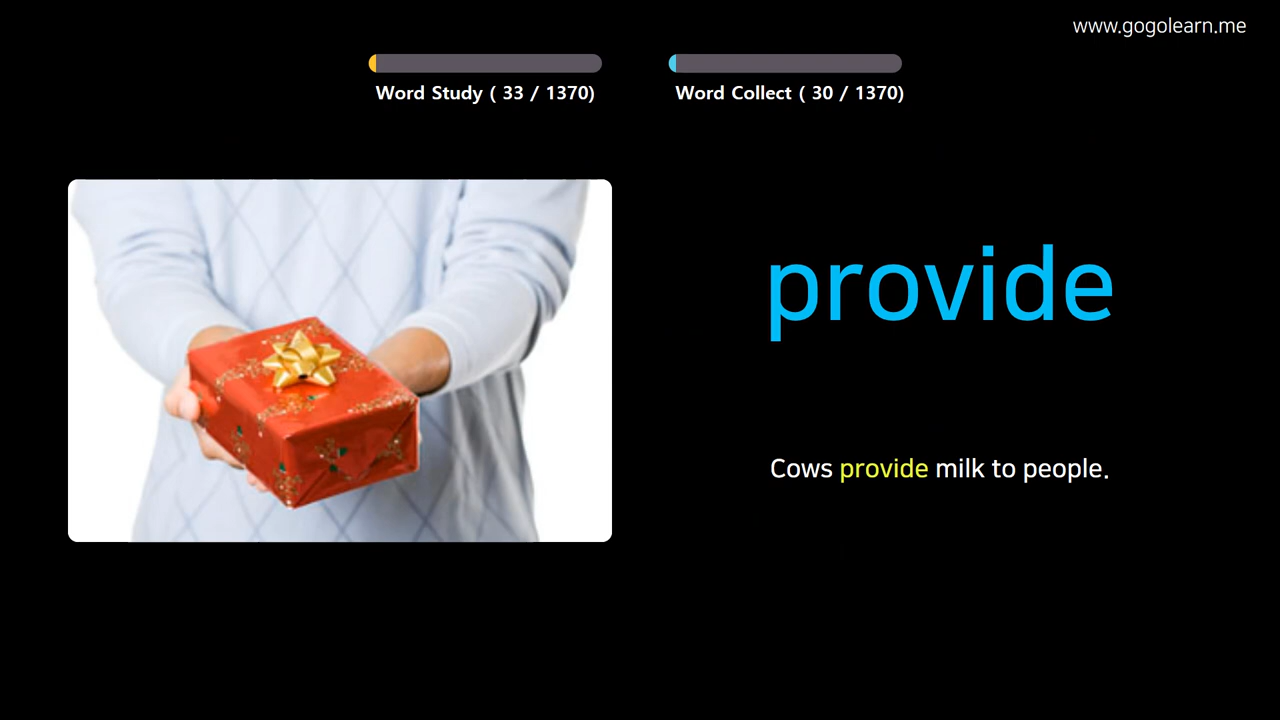 www.gogolearn.me
Word Study ( 33 / 1370)
Word Collect ( 30 / 1370)
provide
Cows provide milk to people.